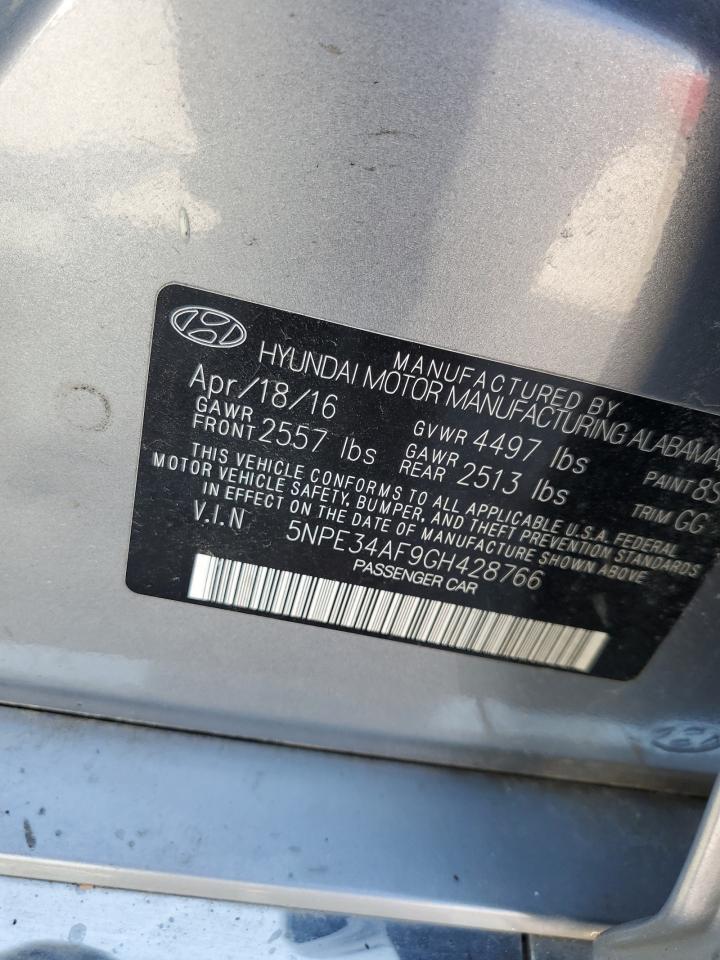 MANUFACTURED BY
HYUNDAI MOTOR MANUFACTURING ALABAMA
Apr/18/16 GVWR 4497 lbs PAINT 8S
GAWR FRONT 2557 lbs GAWR REAR 2513 lbs TRIM GG
THIS VEHICLE CONFORMS TO ALL APPLICABLE U.S.A. FEDERAL
MOTOR VEHICLE SAFETY, BUMPER, AND THEFT PREVENTION STANDARDS
IN EFFECT ON THE DATE OF MANUFACTURE SHOWN ABOVE
V.I.N 5NPE34AF9GH428766
PASSENGER CAR